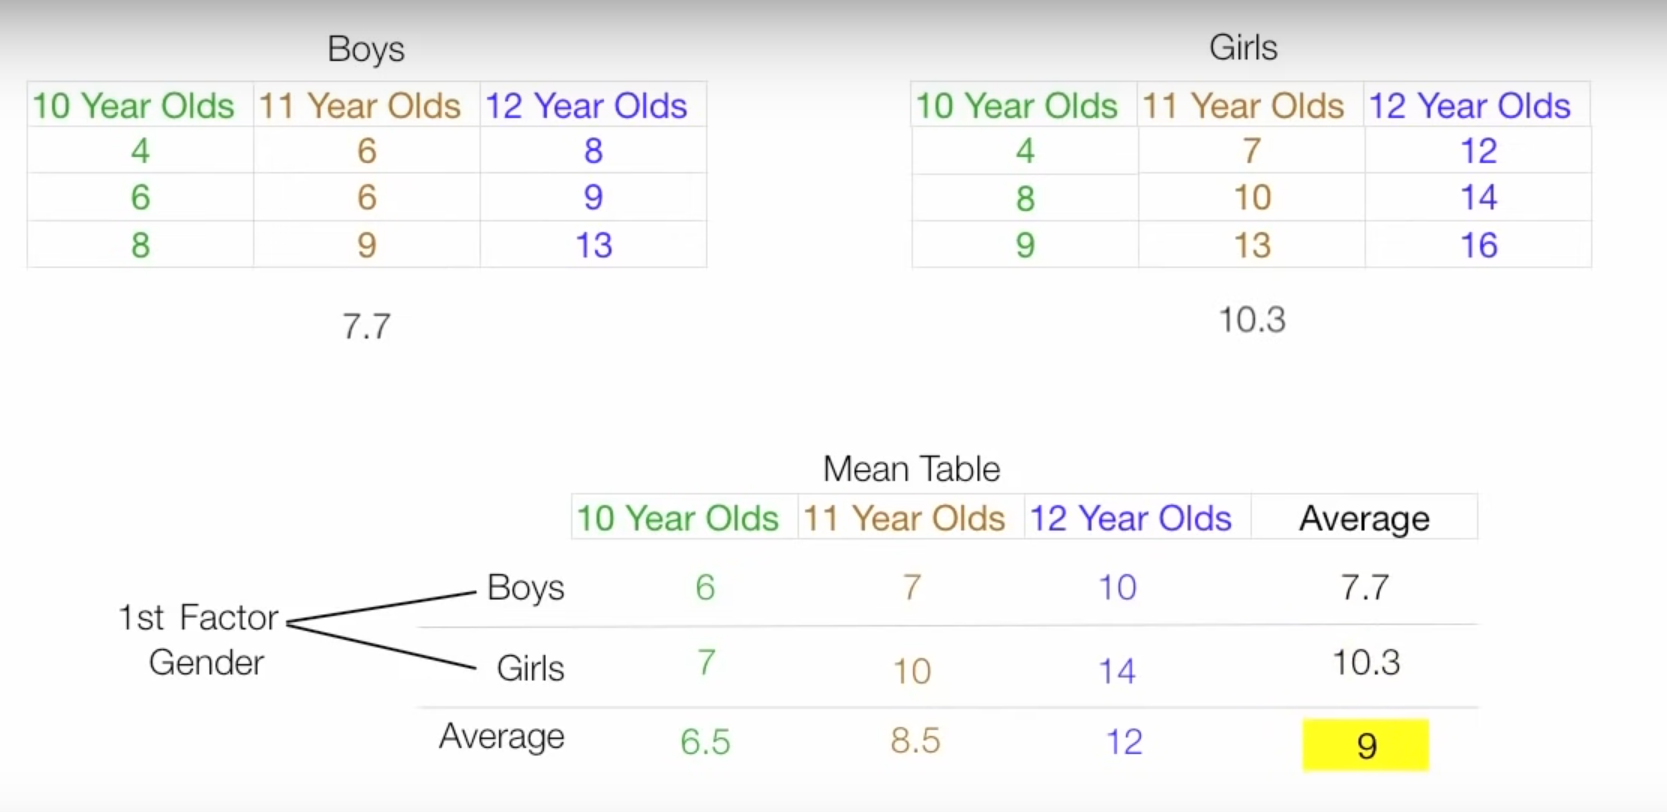 Boys
10 Year Olds 11 Year Olds 12 Year Olds
4 6 8
6 6 9
8 9 13
7.7
Girls
10 Year Olds 11 Year Olds 12 Year Olds
4 7 12
8 10 14
9 13 16
10.3
Mean Table
10 Year Olds 11 Year Olds 12 Year Olds Average
1st Factor
Gender
Boys 6 7 10 7.7
Girls 7 10 14 10.3
Average 6.5 8.5 12 9